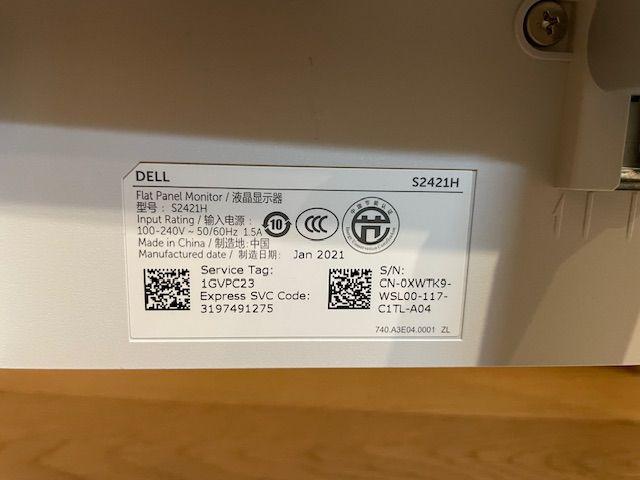 DELL
S2421H
Flat Panel Monitor / 液晶显示器
型号： S2421H
Input Rating / 输入电源：
100-240V ~ 50/60Hz 1.5A
Made in China / 制造地:中国
Manufactured date / 制造日期： Jan 2021
10
CCC
Service Tag:
1GVPC23
Express SVC Code:
3197491275
S/N:
CN-0XWTK9-
WSL00-117-
C1TL-A04
740.A3E04.0001 ZL